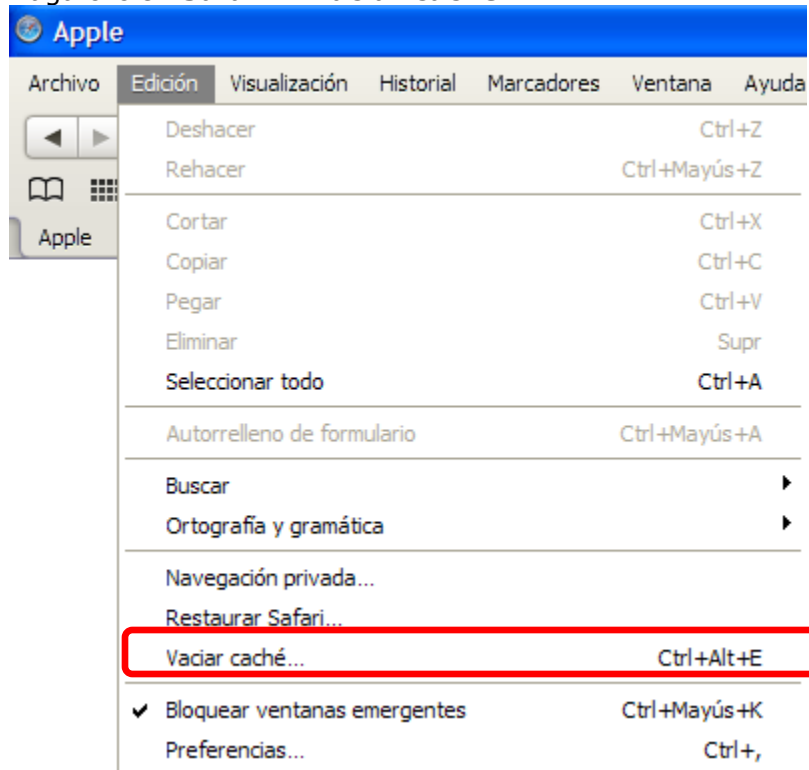 Apple
Archivo Edición Visualización Historial Marcadores Ventana Ayuda
Deshacer Ctrl+Z
Rehacer Ctrl+Mayús+Z
Apple
Cortar Ctrl+X
Copiar Ctrl+C
Pegar Ctrl+V
Eliminar Supr
Seleccionar todo Ctrl+A
Autorrelleno de formulario Ctrl+Mayús+A
Buscar
Ortografía y gramática
Navegación privada...
Restaurar Safari...
Vaciar caché... Ctrl+Alt+E
Bloquear ventanas emergentes Ctrl+Mayús+K
Preferencias... Ctrl+,